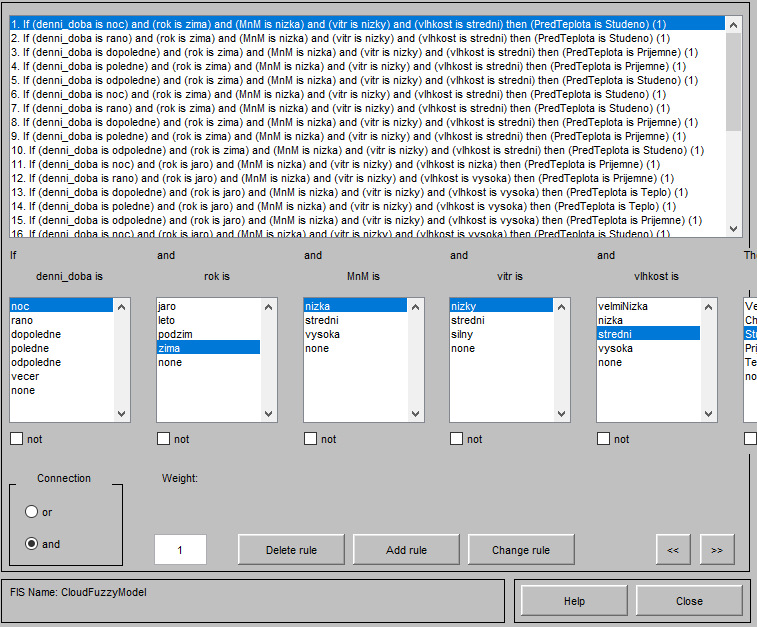 1. If (denni_doba is noc) and (rok is zima) and (MnM is nizka) and (vitr is nizky) and (vlhkost is stredni) then (PredTeplota is Studeno) (1)
2. If (denni_doba is rano) and (rok is zima) and (MnM is nizka) and (vitr is nizky) and (vlhkost is stredni) then (PredTeplota is Studeno) (1)
3. If (denni_doba is dopoledne) and (rok is zima) and (MnM is nizka) and (vitr is nizky) and (vlhkost is stredni) then (PredTeplota is Prijemne) (1)
4. If (denni_doba is poledne) and (rok is zima) and (MnM is nizka) and (vitr is nizky) and (vlhkost is stredni) then (PredTeplota is Prijemne) (1)
5. If (denni_doba is odpoledne) and (rok is zima) and (MnM is nizka) and (vitr is nizky) and (vlhkost is stredni) then (PredTeplota is Studeno) (1)
6. If (denni_doba is noc) and (rok is zima) and (MnM is nizka) and (vitr is nizky) and (vlhkost is stredni) then (PredTeplota is Studeno) (1)
7. If (denni_doba is rano) and (rok is zima) and (MnM is nizka) and (vitr is nizky) and (vlhkost is stredni) then (PredTeplota is Studeno) (1)
8. If (denni_doba is dopoledne) and (rok is zima) and (MnM is nizka) and (vitr is nizky) and (vlhkost is stredni) then (PredTeplota is Prijemne) (1)
9. If (denni_doba is poledne) and (rok is zima) and (MnM is nizka) and (vitr is nizky) and (vlhkost is stredni) then (PredTeplota is Prijemne) (1)
10. If (denni_doba is odpoledne) and (rok is zima) and (MnM is nizka) and (vitr is nizky) and (vlhkost is stredni) then (PredTeplota is Studeno) (1)
11. If (denni_doba is noc) and (rok is jaro) and (MnM is nizka) and (vitr is nizky) and (vlhkost is nizka) then (PredTeplota is Prijemne) (1)
12. If (denni_doba is rano) and (rok is jaro) and (MnM is nizka) and (vitr is nizky) and (vlhkost is vysoka) then (PredTeplota is Prijemne) (1)
13. If (denni_doba is dopoledne) and (rok is jaro) and (MnM is nizka) and (vitr is nizky) and (vlhkost is vysoka) then (PredTeplota is Teplo) (1)
14. If (denni_doba is poledne) and (rok is jaro) and (MnM is nizka) and (vitr is nizky) and (vlhkost is vysoka) then (PredTeplota is Teplo) (1)
15. If (denni_doba is odpoledne) and (rok is jaro) and (MnM is nizka) and (vitr is nizky) and (vlhkost is vysoka) then (PredTeplota is Prijemne) (1)
16. If (denni_doba is noc) and (rok is jaro) and (MnM is nizka) and (vitr is nizky) and (vlhkost is vysoka) then (PredTeplota is Studeno) (1)
If and and and and Th
denni_doba is rok is MnM is vitr is vlhkost is
noc jaro nizka nizky velmiNizka Ve
rano leto stredni stredni nizka Ch
dopoledne podzim vysoka silny stredni Stu
poledne zima none none vysoka Pri
odpoledne none none Te
vecer no
none
not not not not not
Connection Weight:
or
and 1 Delete rule Add rule Change rule << >>
FIS Name: CloudFuzzyModel
Help Close